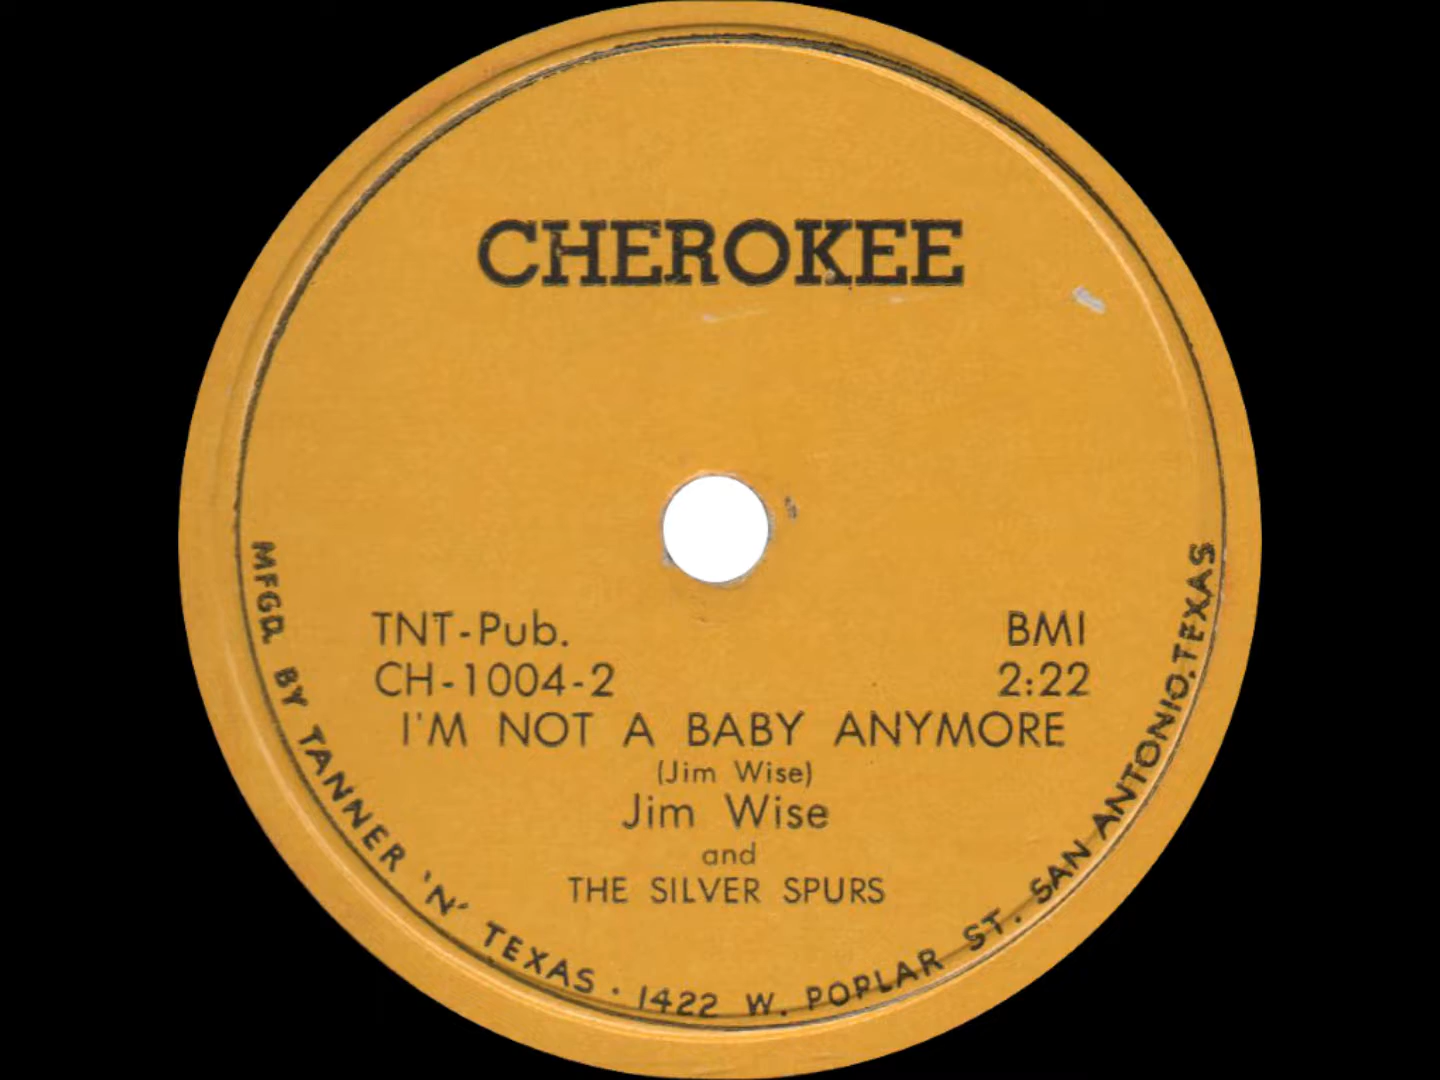 CHEROKEE
TNT-Pub.
BMI
CH-1004-2
2:22
I'M NOT A BABY ANYMORE
(Jim Wise)
Jim Wise
and
THE SILVER SPURS
MFGD. BY TANNER 'N' TEXAS · 1422 W. POPLAR ST. SAN ANTONIO, TEXAS